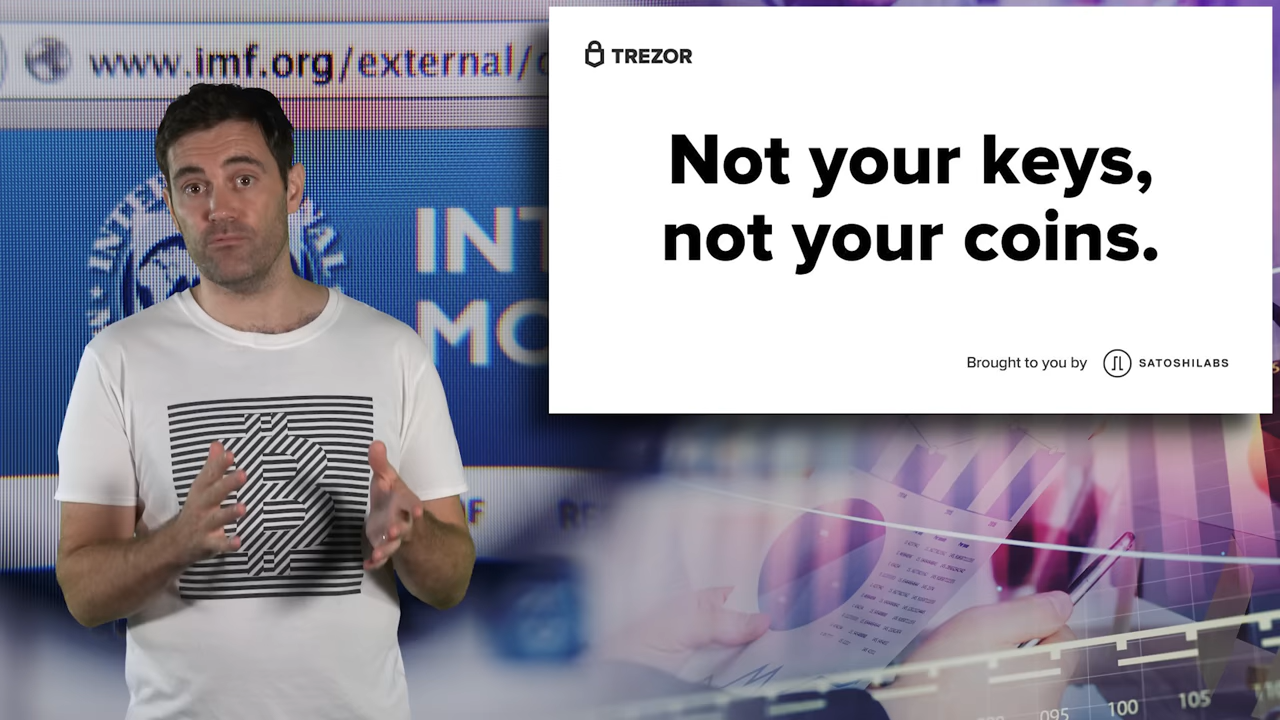 www.imf.org/external/
TREZOR
Not your keys,
not your coins.
Brought to you by SATOSHILABS
INT
MO
095 100 105